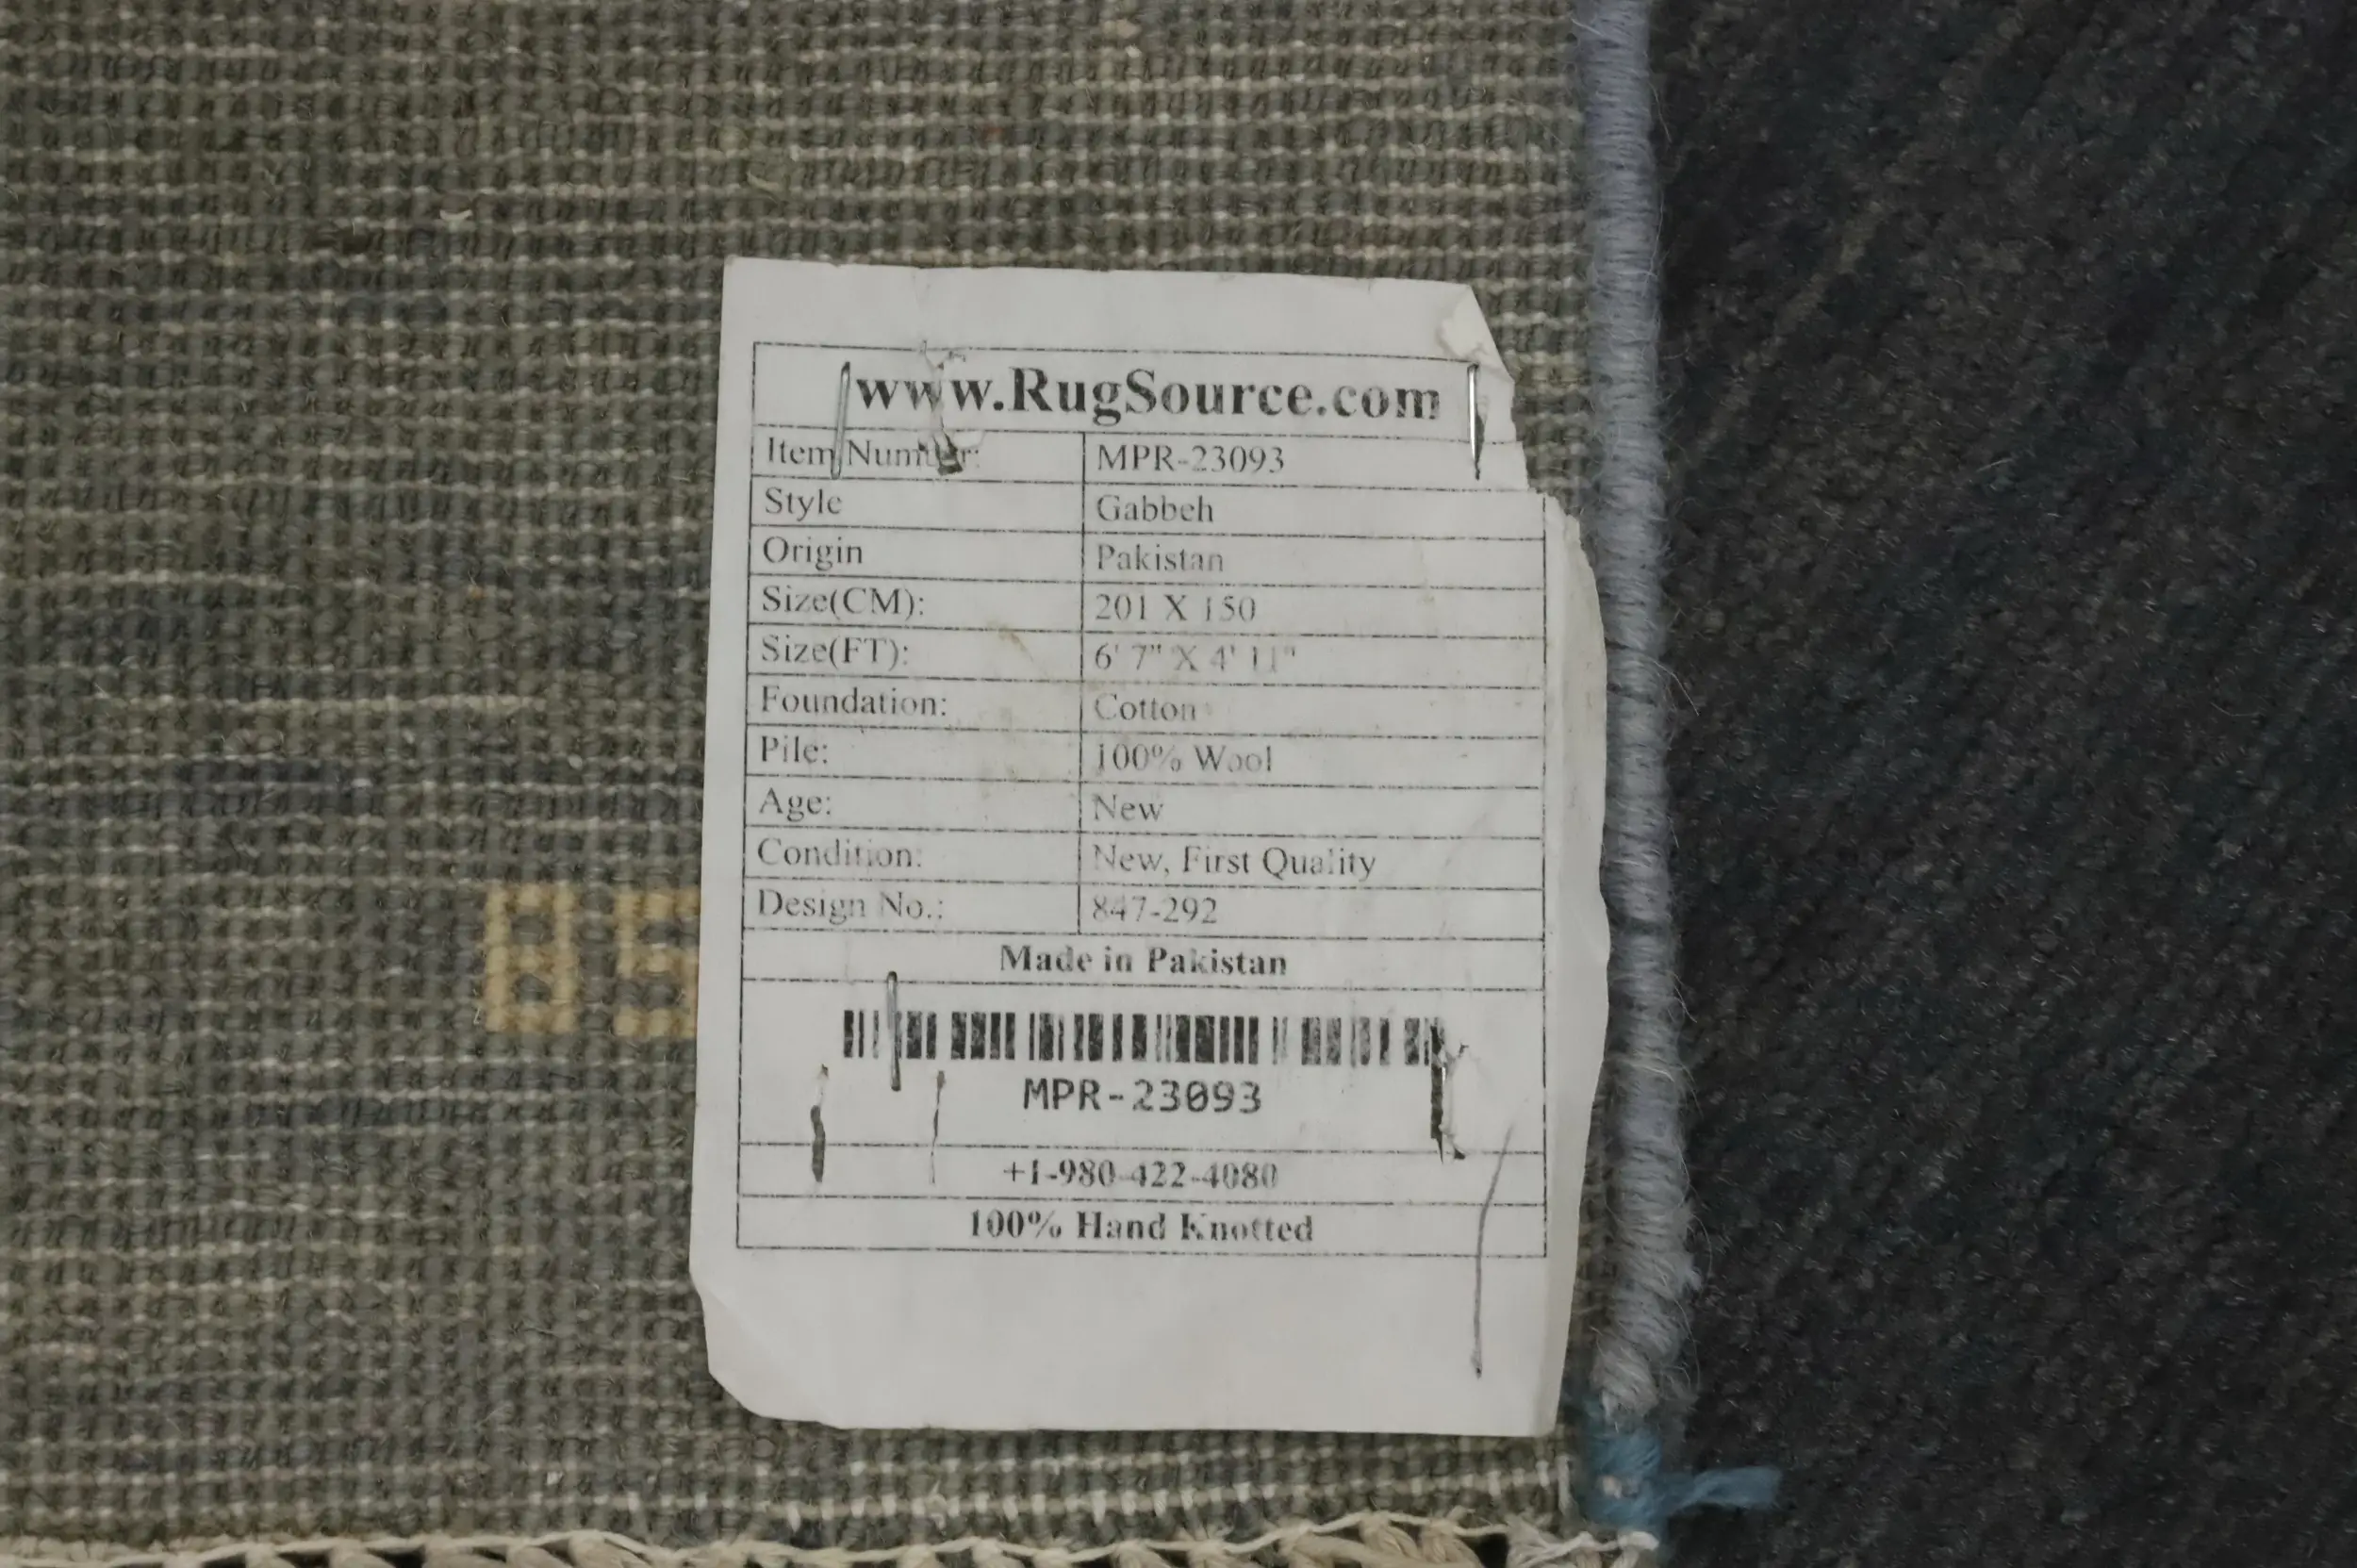 www.RugSource.com
Item Number: MPR-23093
Style Gabbeh
Origin Pakistan
Size(CM): 201 X 150
Size(FT): 6' 7" X 4' 11"
Foundation: Cotton
Pile: 100% Wool
Age: New
Condition: New, First Quality
Design No.: 847-292
Made in Pakistan
MPR-23093
+1-980-422-4080
100% Hand Knotted